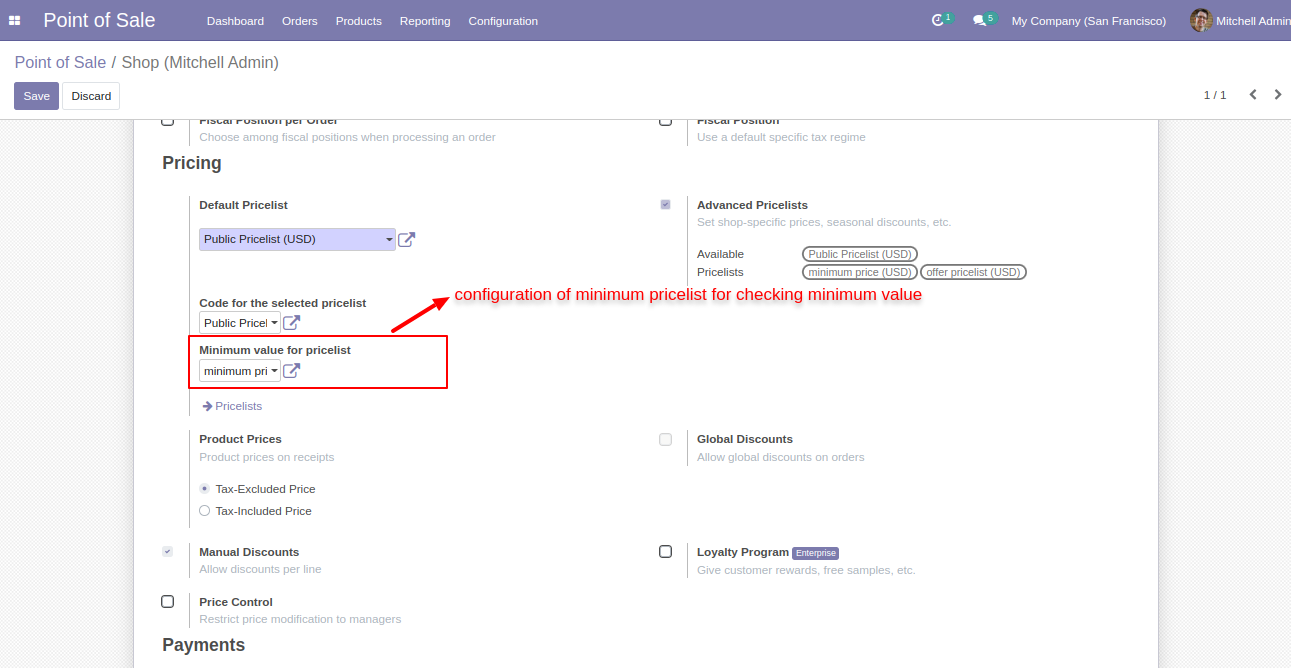 Point of Sale Dashboard Orders Products Reporting Configuration 1 5 My Company (San Francisco) Mitchell Admin
Point of Sale / Shop (Mitchell Admin)
Save Discard 1 / 1
Fiscal Position per Order Fiscal Position
Choose among fiscal positions when processing an order Use a default specific tax regime
Pricing
Default Pricelist Advanced Pricelists
Set shop-specific prices, seasonal discounts, etc.
Public Pricelist (USD)
Available Public Pricelist (USD)
Pricelists minimum price (USD) offer pricelist (USD)
configuration of minimum pricelist for checking minimum value
Code for the selected pricelist
Public Pricel
Minimum value for pricelist
minimum pri
Pricelists
Product Prices Global Discounts
Product prices on receipts Allow global discounts on orders
Tax-Excluded Price
Tax-Included Price
Manual Discounts Loyalty Program Enterprise
Allow discounts per line Give customer rewards, free samples, etc.
Price Control
Restrict price modification to managers
Payments